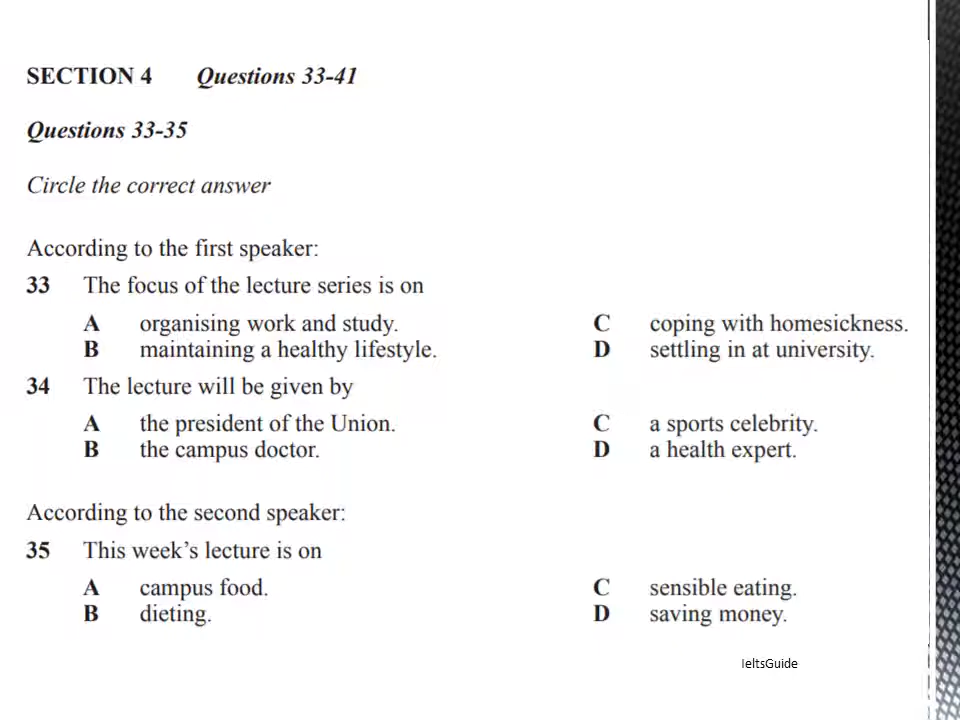 SECTION 4 Questions 33-41
Questions 33-35
Circle the correct answer
According to the first speaker:
33 The focus of the lecture series is on
A organising work and study. C coping with homesickness.
B maintaining a healthy lifestyle. D settling in at university.
34 The lecture will be given by
A the president of the Union. C a sports celebrity.
B the campus doctor. D a health expert.
According to the second speaker:
35 This week’s lecture is on
A campus food. C sensible eating.
B dieting. D saving money.
IeltsGuide